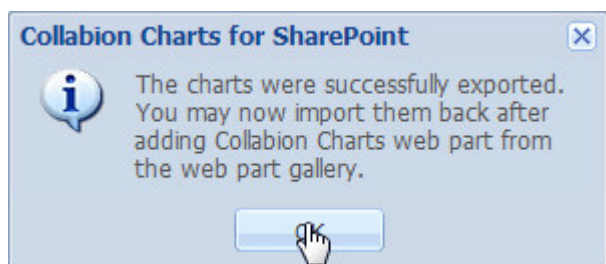 Collabion Charts for SharePoint
The charts were successfully exported.
You may now import them back after
adding Collabion Charts web part from
the web part gallery.
OK